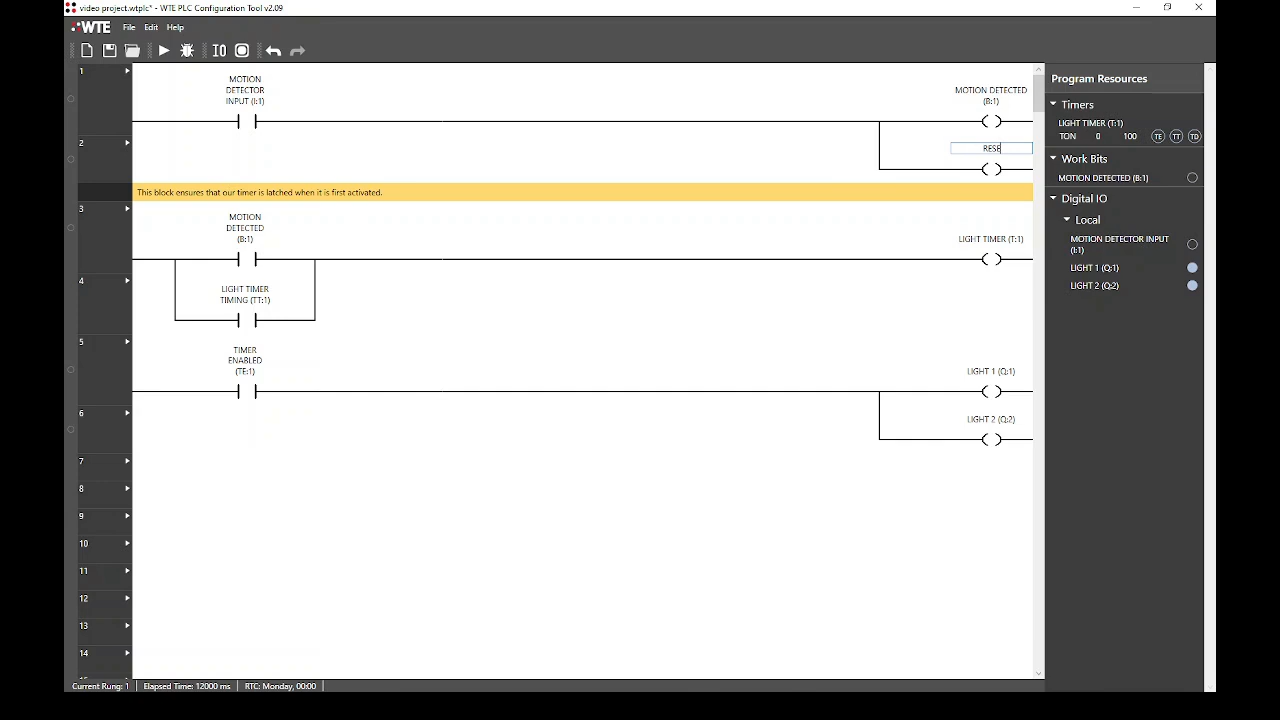 video project.wtplc* - WTE PLC Configuration Tool v2.09
WTE File Edit Help
IO
1
MOTION
DETECTOR
INPUT (I:1)
MOTION DETECTED
(B:1)
2
RESE
This block ensures that our timer is latched when it is first activated.
3
MOTION
DETECTED
(B:1)
LIGHT TIMER (T:1)
4
LIGHT TIMER
TIMING (TT:1)
5
TIMER
ENABLED
(TE:1)
LIGHT 1 (Q:1)
6
LIGHT 2 (Q:2)
7
8
9
10
11
12
13
14
Program Resources
Timers
LIGHT TIMER (T:1)
TON 0 100 TE TT TD
Work Bits
MOTION DETECTED (B:1)
Digital IO
Local
MOTION DETECTOR INPUT
(I:1)
LIGHT 1 (Q:1)
LIGHT 2 (Q:2)
Current Rung: 1 Elapsed Time: 12000 ms RTC: Monday, 00:00